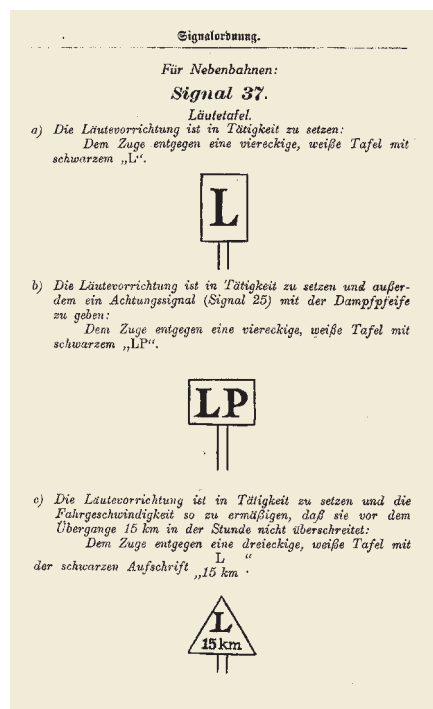 Signalordnung.
Für Nebenbahnen:
Signal 37.
Läutetafel.
a) Die Läutevorrichtung ist in Tätigkeit zu setzen:
Dem Zuge entgegen eine viereckige, weiße Tafel mit
schwarzem „L“.
L
b) Die Läutevorrichtung ist in Tätigkeit zu setzen und außer-
dem ein Achtungssignal (Signal 25) mit der Dampfpfeife
zu geben:
Dem Zuge entgegen eine viereckige, weiße Tafel mit
schwarzem „LP“.
LP
c) Die Läutevorrichtung ist in Tätigkeit zu setzen und die
Fahrgeschwindigkeit so zu ermäßigen, daß sie vor dem
Übergange 15 km in der Stunde nicht überschreitet:
Dem Zuge entgegen eine dreieckige, weiße Tafel mit
L “
der schwarzen Aufschrift „15 km .
L
15 km